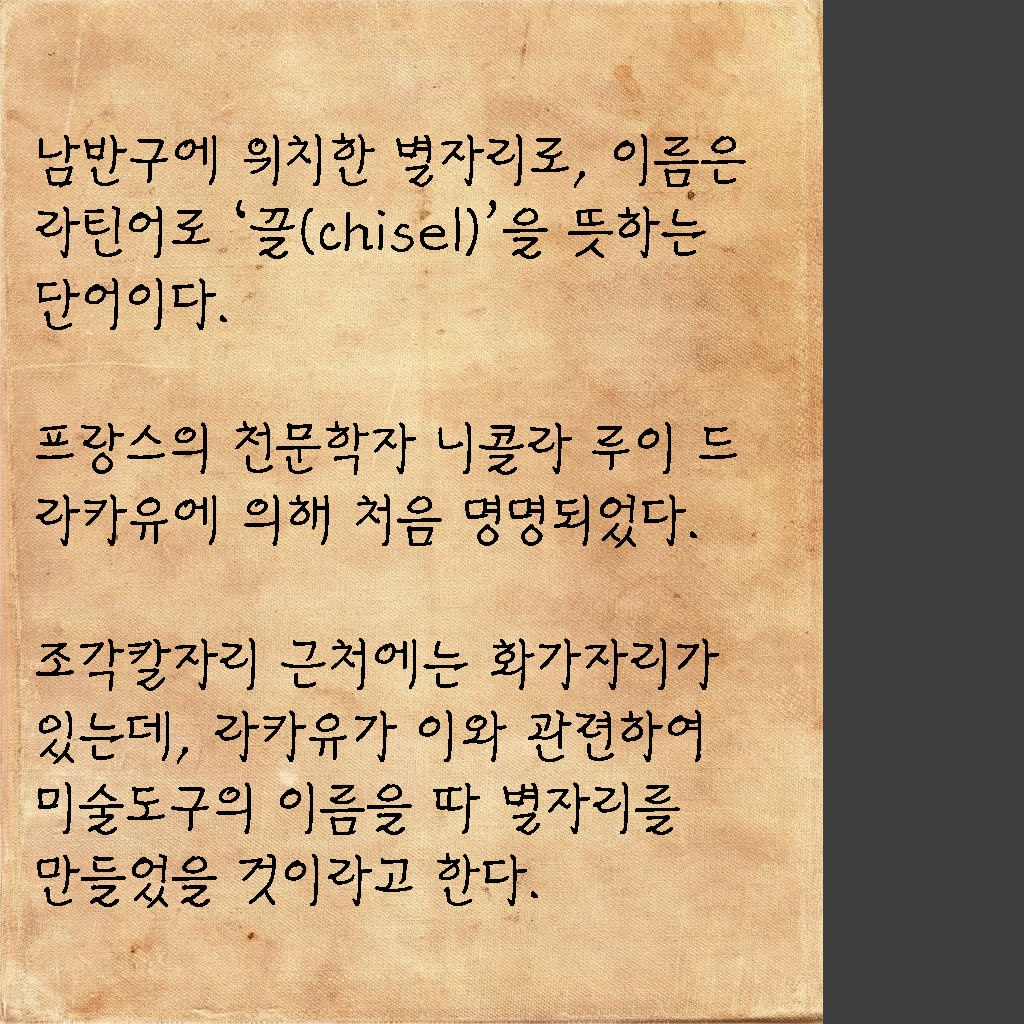 남반구에 위치한 별자리로, 이름은
라틴어로 ‘끌(chisel)’을 뜻하는
단어이다.
프랑스의 천문학자 니콜라 루이 드
라카유에 의해 처음 명명되었다.
조각칼자리 근처에는 화가자리가
있는데, 라카유가 이와 관련하여
미술도구의 이름을 따 별자리를
만들었을 것이라고 한다.